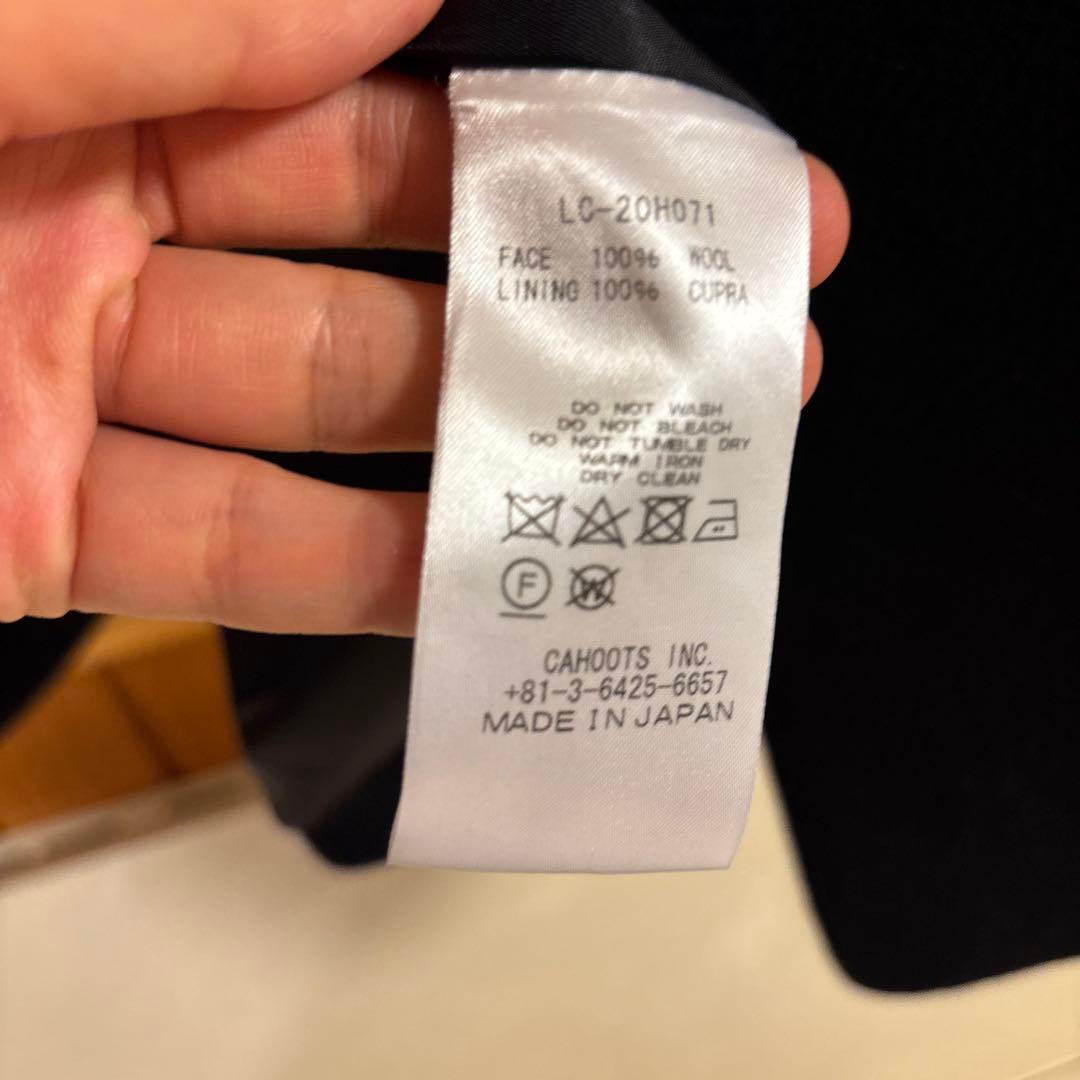 LC-20H071
FACE 100% WOOL
LINING 100% CUPRA
DO NOT WASH
DO NOT BLEACH
DO NOT TUMBLE DRY
WARM IRON
DRY CLEAN
F W
CAHOOTS INC.
+81-3-6425-6657
MADE IN JAPAN